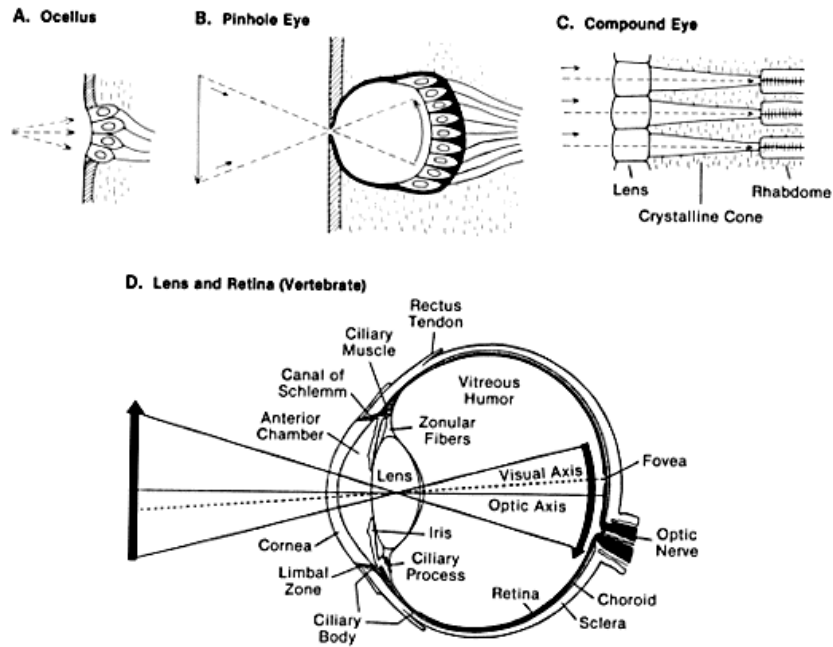 A. Ocellus
B. Pinhole Eye
C. Compound Eye
Lens
Rhabdome
Crystalline Cone
D. Lens and Retina (Vertebrate)
Rectus
Tendon
Ciliary
Muscle
Canal of
Schlemm
Anterior
Chamber
Vitreous
Humor
Zonular
Fibers
Lens
Visual Axis
Optic Axis
Fovea
Optic
Nerve
Iris
Cornea
Ciliary
Process
Limbal
Zone
Ciliary
Body
Retina
Choroid
Sclera